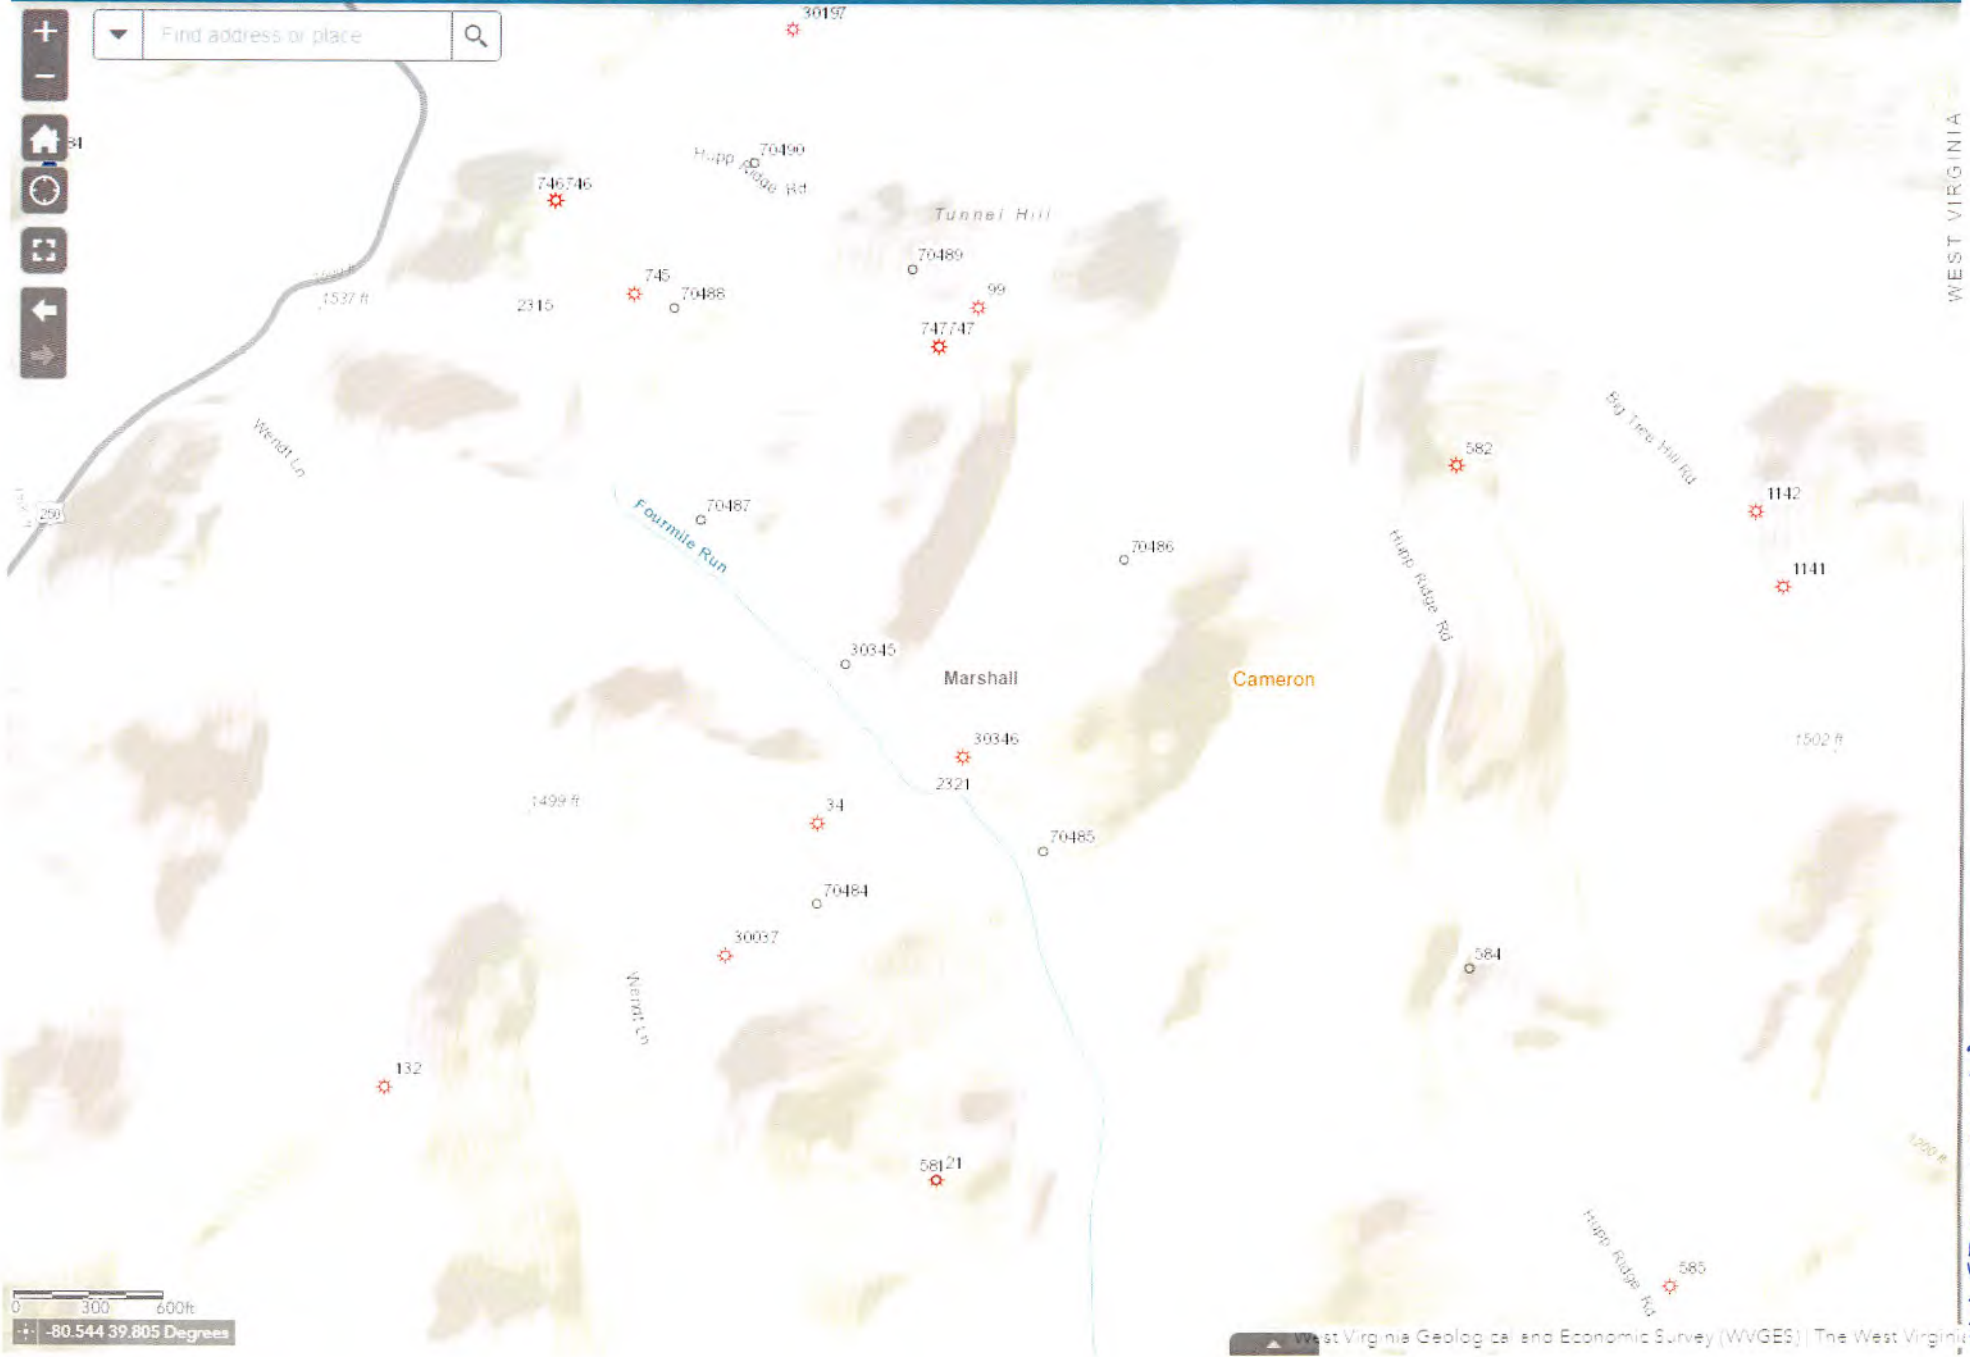 30197
Find address or place
84
Hupp Ridge Rd
70490
746746
Tunnel Hill
WEST VIRGINIA
70489
745
70488
99
1537 ft
2315
747747
Big Tree Hill Rd
Wendt Ln
582
1142
250
Fourmile Run
70487
70486
Hupp Ridge Rd
1141
30345
Marshall
Cameron
30346
1502 ft
2321
1499 ft
34
70485
70484
30037
584
Wendt Ln
132
58121
1200 ft
Hupp Ridge Rd
585
0 300 600ft
-80.544 39.805 Degrees
West Virginia Geological and Economic Survey (WVGES) | The West Virginia